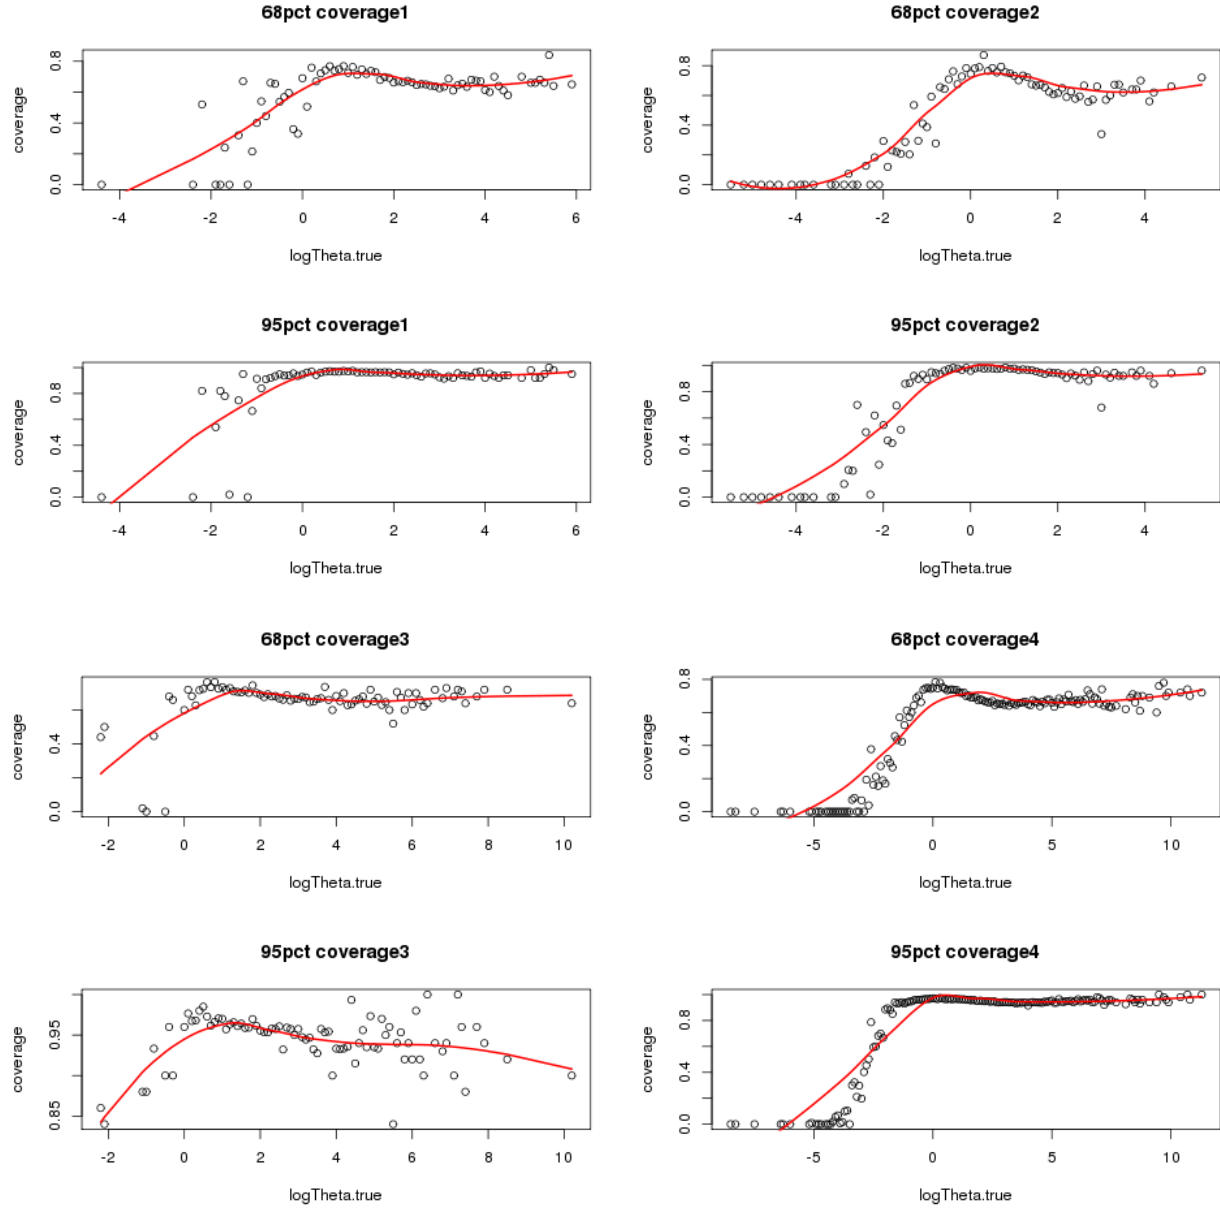 68pct coverage1
coverage
0.0 0.4 0.8
-4 -2 0 2 4 6
logTheta.true
68pct coverage2
coverage
0.0 0.4 0.8
-4 -2 0 2 4
logTheta.true
95pct coverage1
coverage
0.0 0.4 0.8
-4 -2 0 2 4 6
logTheta.true
95pct coverage2
coverage
0.0 0.4 0.8
-4 -2 0 2 4
logTheta.true
68pct coverage3
coverage
0.0 0.4
-2 0 2 4 6 8 10
logTheta.true
68pct coverage4
coverage
0.0 0.4 0.8
-5 0 5 10
logTheta.true
95pct coverage3
coverage
0.85 0.95
-2 0 2 4 6 8 10
logTheta.true
95pct coverage4
coverage
0.0 0.4 0.8
-5 0 5 10
logTheta.true